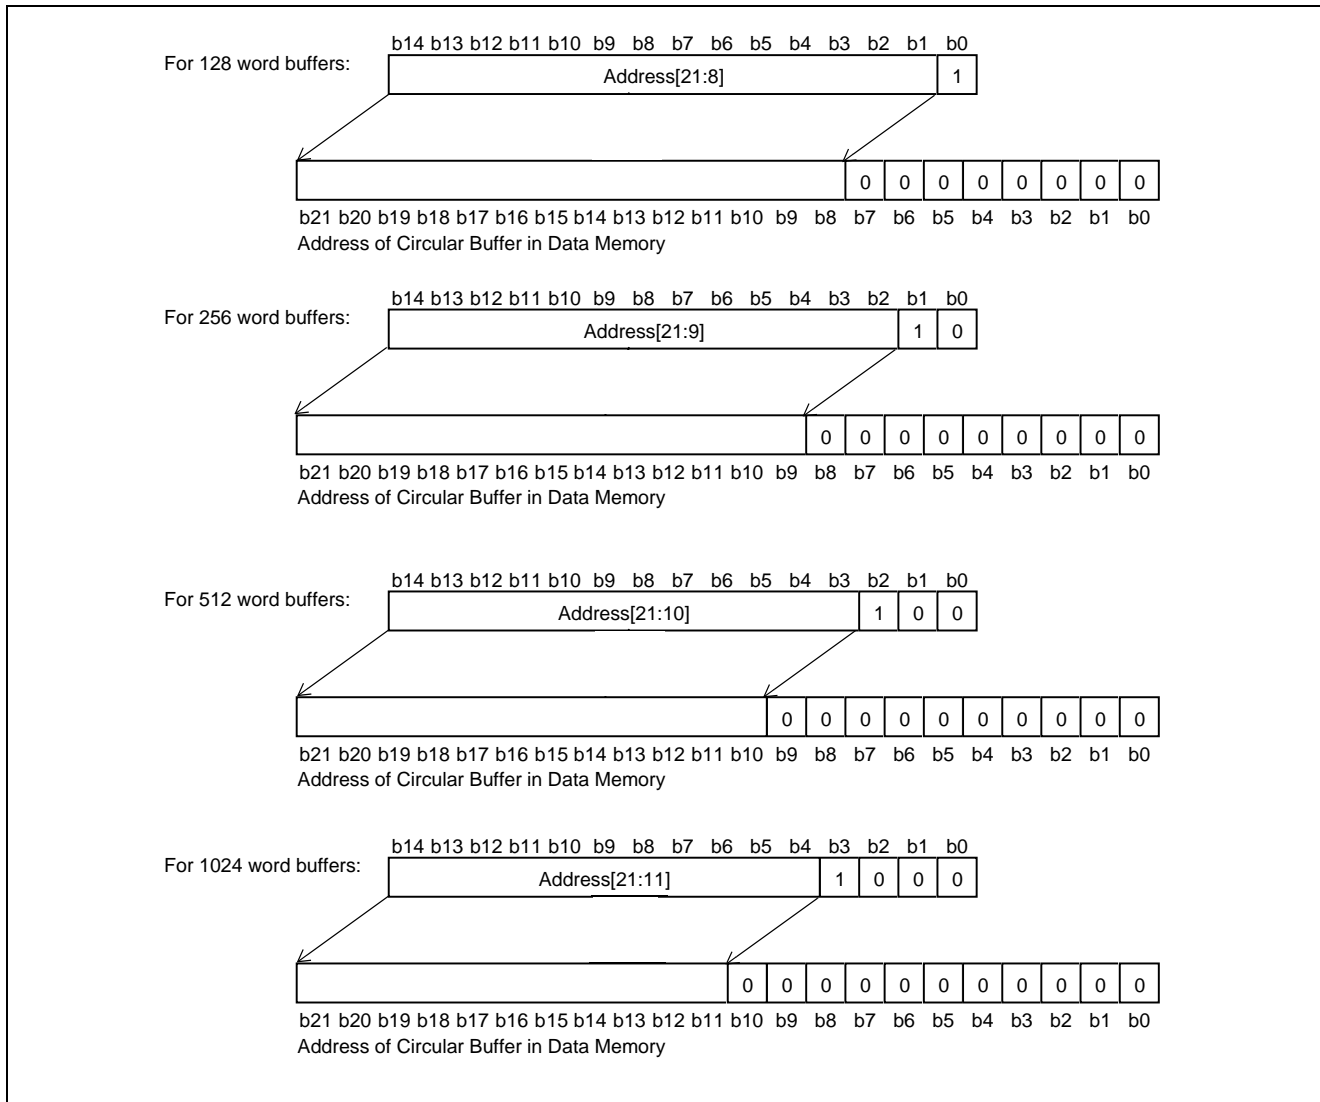 b14 b13 b12 b11 b10 b9 b8 b7 b6 b5 b4 b3 b2 b1 b0
For 128 word buffers: Address[21:8] 1
0 0 0 0 0 0 0 0
b21 b20 b19 b18 b17 b16 b15 b14 b13 b12 b11 b10 b9 b8 b7 b6 b5 b4 b3 b2 b1 b0
Address of Circular Buffer in Data Memory
b14 b13 b12 b11 b10 b9 b8 b7 b6 b5 b4 b3 b2 b1 b0
For 256 word buffers: Address[21:9] 1 0
0 0 0 0 0 0 0 0 0
b21 b20 b19 b18 b17 b16 b15 b14 b13 b12 b11 b10 b9 b8 b7 b6 b5 b4 b3 b2 b1 b0
Address of Circular Buffer in Data Memory
b14 b13 b12 b11 b10 b9 b8 b7 b6 b5 b4 b3 b2 b1 b0
For 512 word buffers: Address[21:10] 1 0 0
0 0 0 0 0 0 0 0 0 0
b21 b20 b19 b18 b17 b16 b15 b14 b13 b12 b11 b10 b9 b8 b7 b6 b5 b4 b3 b2 b1 b0
Address of Circular Buffer in Data Memory
b14 b13 b12 b11 b10 b9 b8 b7 b6 b5 b4 b3 b2 b1 b0
For 1024 word buffers: Address[21:11] 1 0 0 0
0 0 0 0 0 0 0 0 0 0 0
b21 b20 b19 b18 b17 b16 b15 b14 b13 b12 b11 b10 b9 b8 b7 b6 b5 b4 b3 b2 b1 b0
Address of Circular Buffer in Data Memory